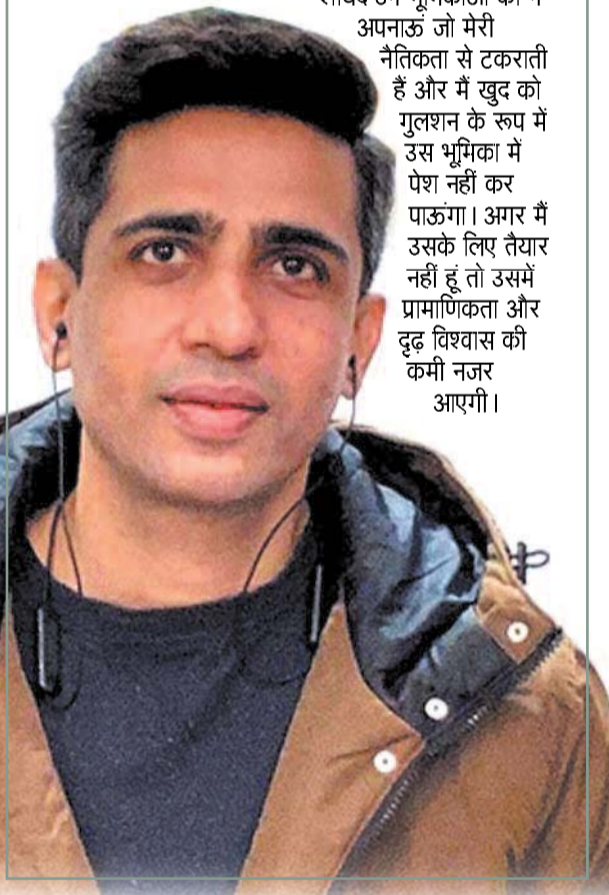 अपनाऊं जो मेरी
नैतिकता से टकराती
हैं और मैं खुद को
गुलशन के रूप में
उस भूमिका में
पेश नहीं कर
पाऊंगा। अगर मैं
उसके लिए तैयार
नहीं हूं तो उसमें
प्रामाणिकता और
दृढ़ विश्वास की
कमी नजर
आएगी।